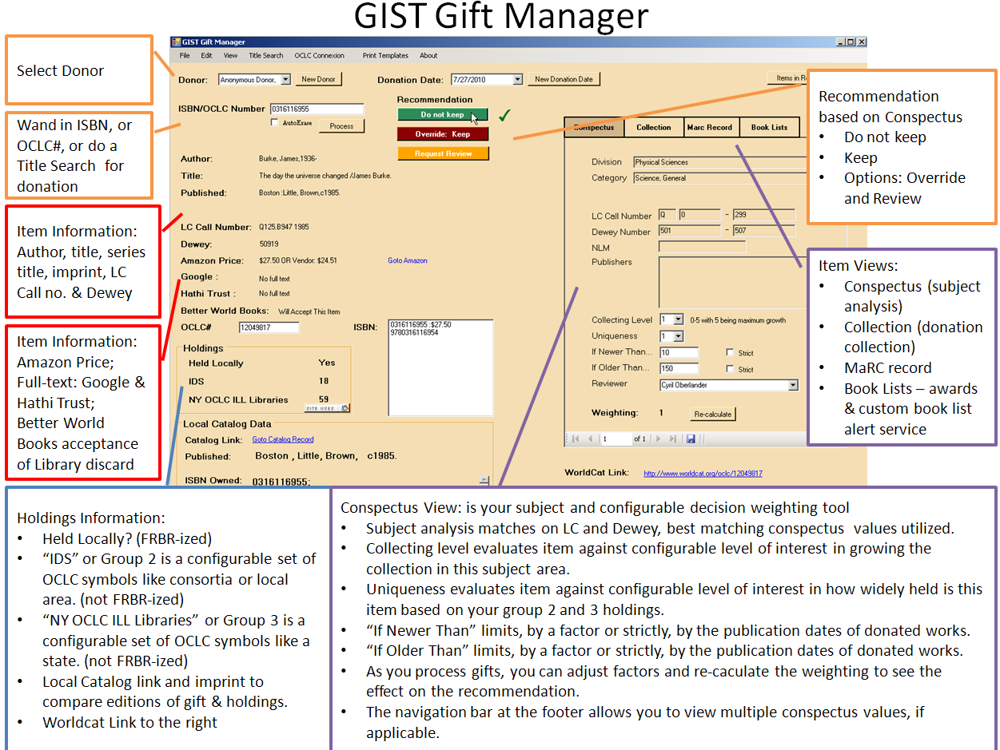 GIST Gift Manager
Select Donor
Wand in ISBN, or
OCLC#, or do a
Title Search for
donation
Item Information:
Author, title, series
title, imprint, LC
Call no. & Dewey
Item Information:
Amazon Price;
Full-text: Google &
Hathi Trust;
Better World
Books acceptance
of Library discard
GIST Gift Manager
File Edit View Title Search OCLC Connexion Print Templates About
Donor: Anonymous Donor, New Donor Donation Date: 7/27/2010 New Donation Date Items in R
ISBN/OCLC Number 0316116955
AutoErase Process
Recommendation
Do not keep
Override: Keep
Request Review
Author: Burke, James,1936-
Title: The day the universe changed /James Burke.
Published: Boston :Little, Brown,c1985.
LC Call Number: Q125.B947 1985
Dewey: 50919
Amazon Price: $27.50 OR Vendor: $24.51 Goto Amazon
Google : No full text
Hathi Trust : No full text
Better World Books: Will Accept This Item
OCLC# 12049817 ISBN: 0316116955 :$27.50
9780316116954
Holdings
Held Locally Yes
IDS 18
NY OCLC ILL Libraries 59
SITE USES
Local Catalog Data
Catalog Link: Goto Catalog Record
Published: Boston , Little, Brown, c1985.
ISBN Owned: 0316116955;
Conspectus Collection Marc Record Book Lists
Division Physical Sciences
Category Science, General
LC Call Number Q 0 - 299
Dewey Number 501 - 507
NLM
Publishers
Collecting Level 1 0-5 with 5 being maximum growth
Uniqueness 1
If Newer Than... 10 Strict
If Older Than... 150 Strict
Reviewer Cyril Oberlander
Weighting: 1 Re-calculate
1 of 1
WorldCat Link: http://www.worldcat.org/oclc/12049817
Recommendation
based on Conspectus
• Do not keep
• Keep
• Options: Override
and Review
Item Views:
• Conspectus (subject
analysis)
• Collection (donation
collection)
• MaRC record
• Book Lists – awards
& custom book list
alert service
Holdings Information:
• Held Locally? (FRBR-ized)
• “IDS” or Group 2 is a configurable set of
OCLC symbols like consortia or local
area. (not FRBR-ized)
• “NY OCLC ILL Libraries” or Group 3 is a
configurable set of OCLC symbols like a
state. (not FRBR-ized)
• Local Catalog link and imprint to
compare editions of gift & holdings.
• Worldcat Link to the right
Conspectus View: is your subject and configurable decision weighting tool
• Subject analysis matches on LC and Dewey, best matching conspectus values utilized.
• Collecting level evaluates item against configurable level of interest in growing the
collection in this subject area.
• Uniqueness evaluates item against configurable level of interest in how widely held is this
item based on your group 2 and 3 holdings.
• “If Newer Than” limits, by a factor or strictly, by the publication dates of donated works.
• “If Older Than” limits, by a factor or strictly, by the publication dates of donated works.
• As you process gifts, you can adjust factors and re-caculate the weighting to see the
effect on the recommendation.
• The navigation bar at the footer allows you to view multiple conspectus values, if
applicable.